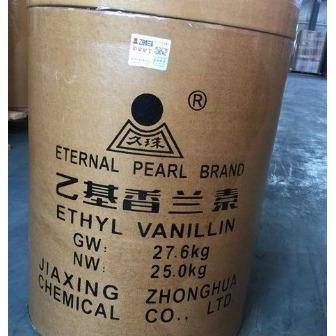 ®
久珠
ETERNAL PEARL BRAND
乙基香兰素
ETHYL VANILLIN
GW: 27.6kg
NW: 25.0kg
JIAXING ZHONGHUA
CHEMICAL CO., LTD.